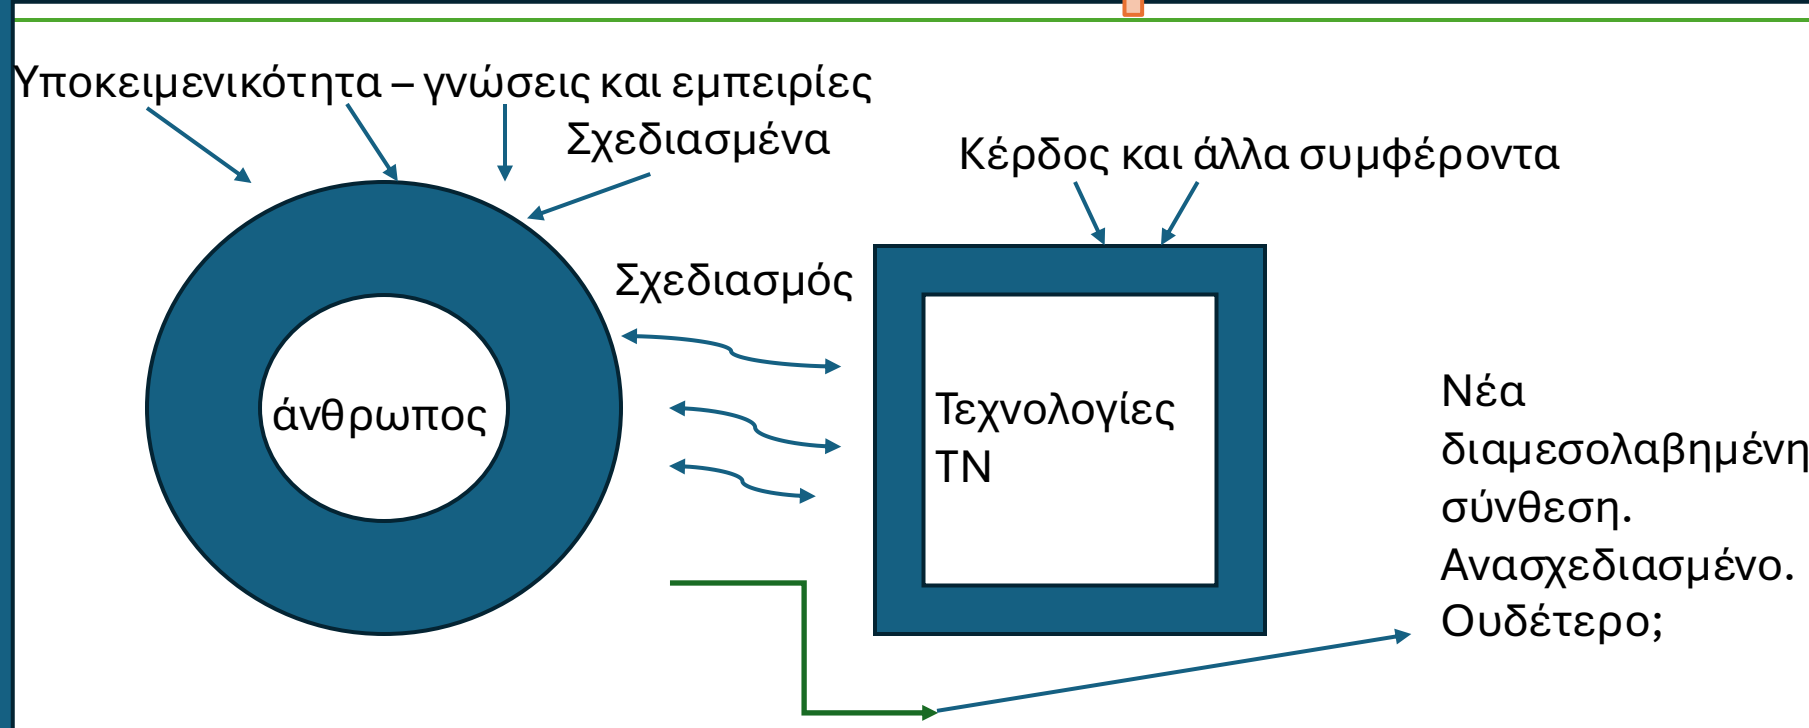 Υποκειμενικότητα – γνώσεις και εμπειρίες
Σχεδιασμένα
Κέρδος και άλλα συμφέροντα
Σχεδιασμός
άνθρωπος
Τεχνολογίες
ΤΝ
Νέα
διαμεσολαβημένη
σύνθεση.
Ανασχεδιασμένο.
Ουδέτερο;